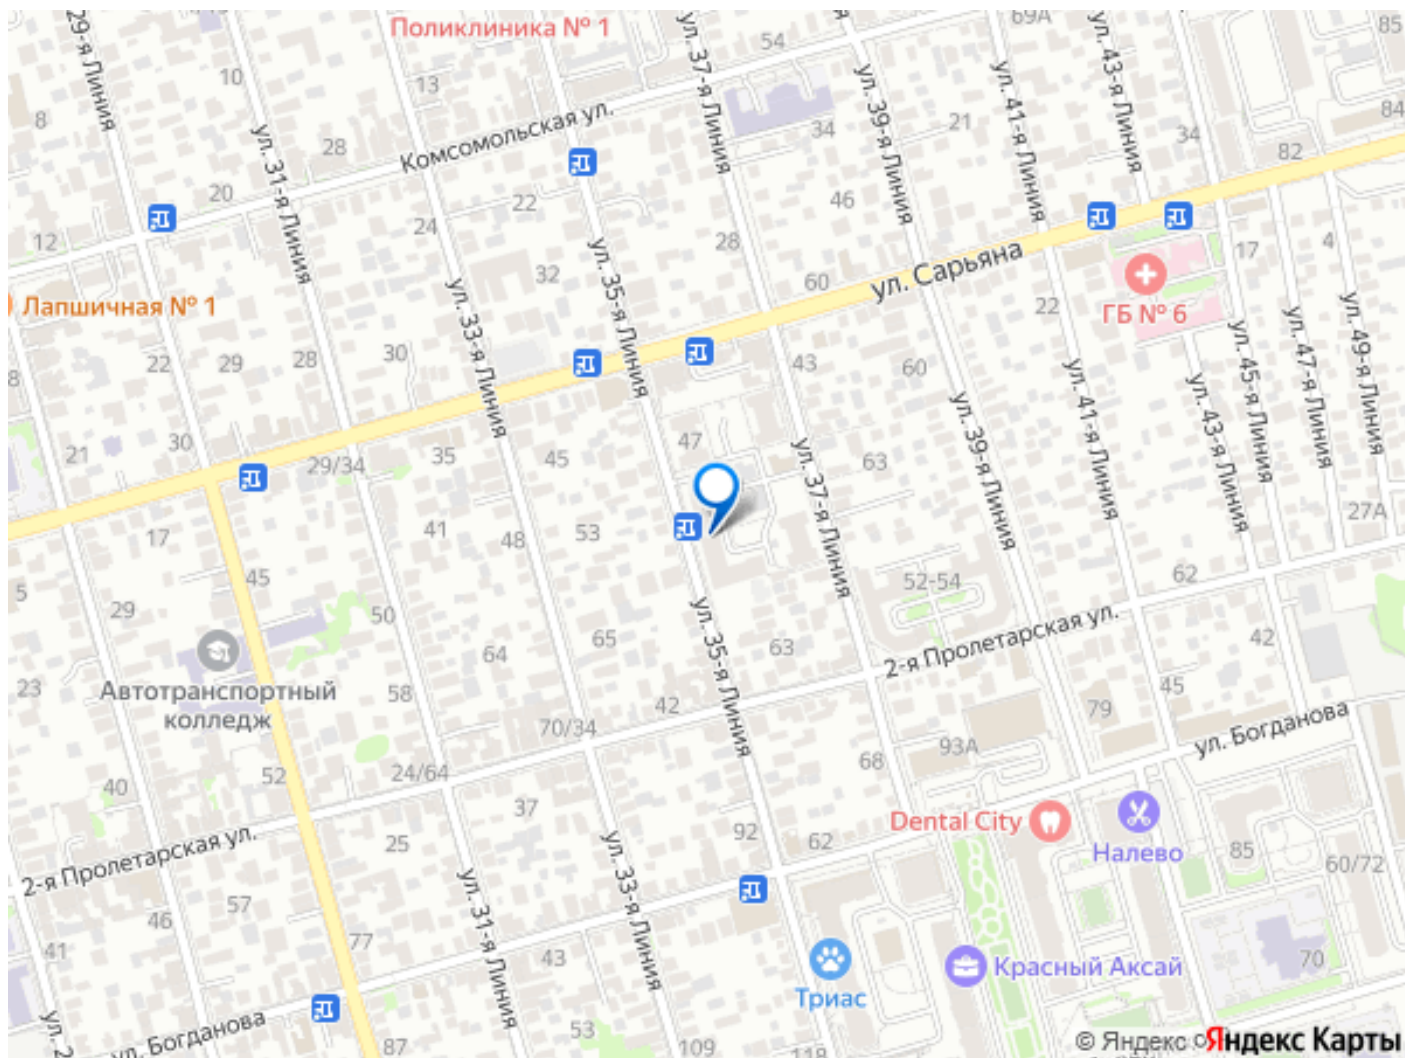 Поликлиника № 1
54
69А
85
29-я Линия
10
13
ул. 37-я Линия
ул. 43-я Линия
8
ул. 31-я Линия
28
Комсомольская ул.
34
ул. 39-я Линия
21
ул. 41-я Линия
34
84
82
20
22
46
12
24
28
17
4
32
ул. 35-я Линия
60
ул. Сарьяна
Лапшичная № 1
ул. 33-я Линия
22
ГБ № 6
ул. 45-я Линия
ул. 47-я Линия
ул. 49-я Линия
22
29
28
30
43
60
8
ул. 41-я Линия
ул. 43-я Линия
ул. 39-я Линия
21
30
29/34
35
45
47
ул. 37-я Линия
63
17
41
48
53
27А
5
45
29
50
52-54
62
ул. 35-я Линия
2-я Пролетарская ул.
64
65
63
42
23
Автотранспортный
колледж
58
42
70/34
45
79
ул. Богданова
93А
40
52
24/64
68
37
Dental City
Налево
2-я Пролетарская ул.
25
92
62
85
60/72
ул. 31-я Линия
ул. 33-я Линия
46
57
41
77
43
Триас
Красный Аксай
70
ул. 2
ул. Богданова
87
53
109
© Яндекс
Яндекс Карты